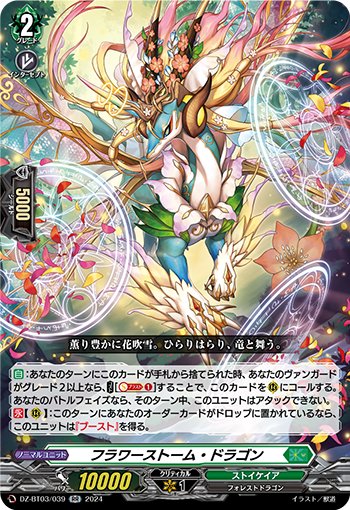 2
グレード
インターセプト
5000
シールド
薫り豊かに花吹雪。ひらりはらり、竜と舞う。
自:あなたのターンにこのカードが手札から捨てられた時、あなたのヴァンガード
がグレード2以上なら、【ブラスト1】することで、このカードをRにコールする。
あなたのバトルフェイズなら、そのターン中、このユニットはアタックできない。
永【R】:このターンにあなたのオーダーカードがドロップに置かれているなら、
このユニットは『ブースト』を得る。
ノーマルユニット
フラワーストーム・ドラゴン
パワー 10000
クリティカル
1
ストイケイア
フォレストドラゴン
DZ-BT03/039 RR 2024
イラスト/獣道